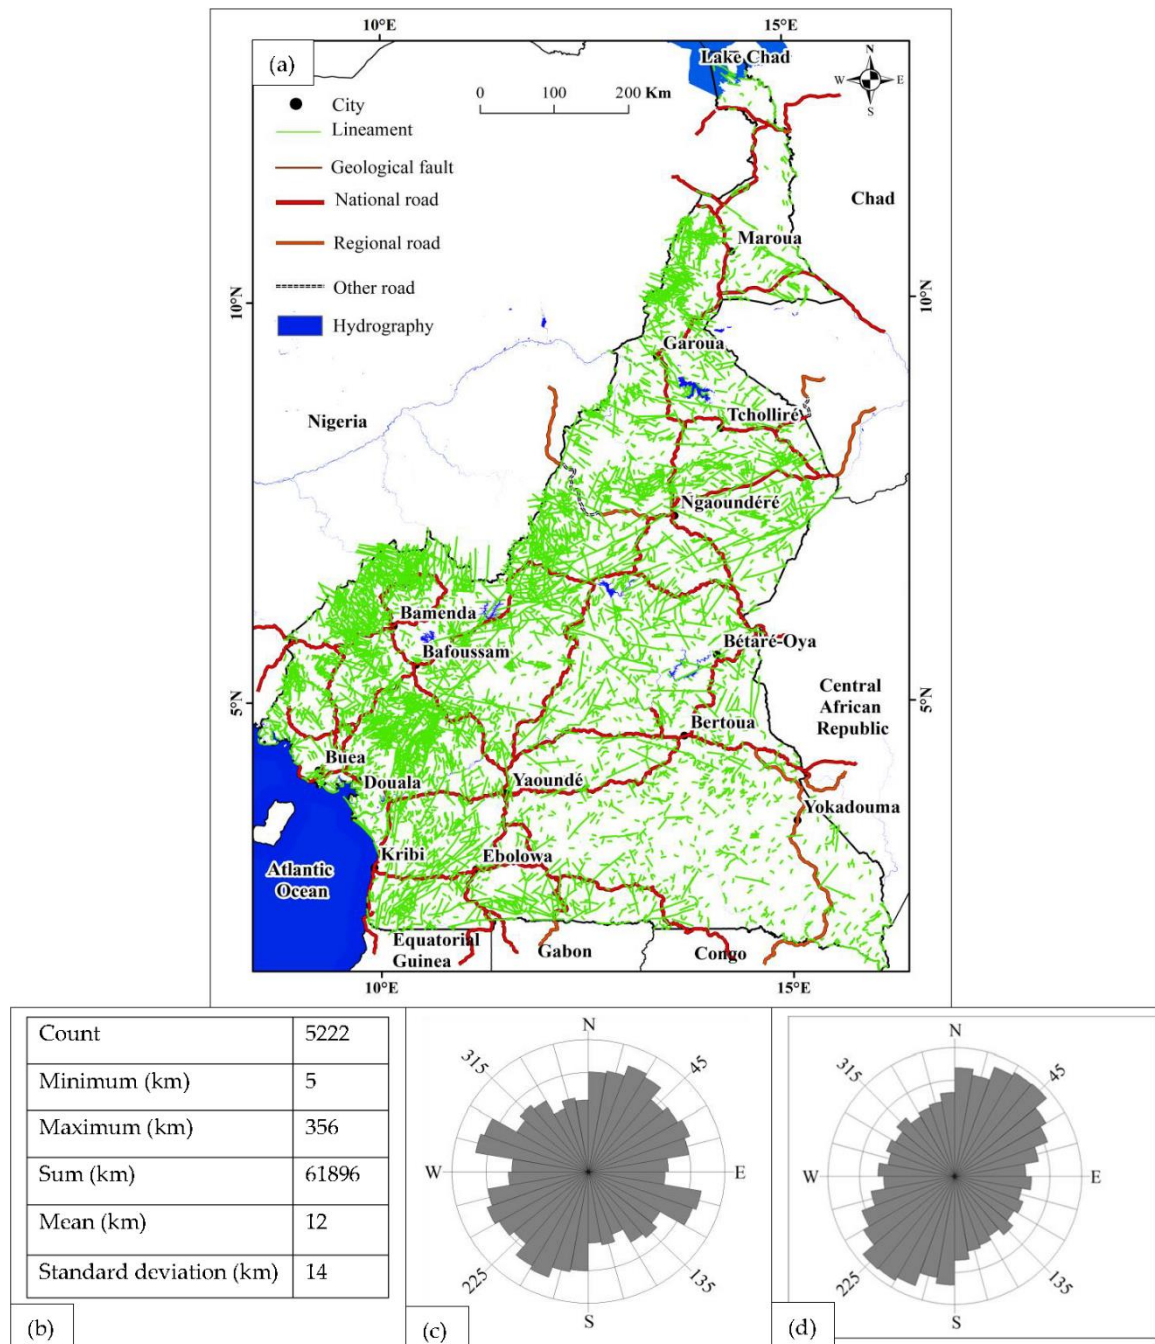 10°E
15°E
(a)
Lake Chad
N
W
E
S
0
100
200 Km
City
Lineament
Geological fault
National road
Regional road
Other road
Hydrography
Chad
Maroua
10°N
10°N
Garoua
Nigeria
Tcholliré
Ngaoundéré
Bamenda
Bafoussam
Bétaré-Oya
Central
African
Republic
5°N
5°N
Bertoua
Buea
Douala
Yaoundé
Yokadouma
Kribi
Ebolowa
Atlantic
Ocean
Equatorial
Guinea
Gabon
Congo
10°E
15°E
Count 5222
Minimum (km) 5
Maximum (km) 356
Sum (km) 61896
Mean (km) 12
Standard deviation (km) 14
(b)
N
315
45
W
E
225
135
S
(c)
N
315
45
W
E
225
135
S
(d)